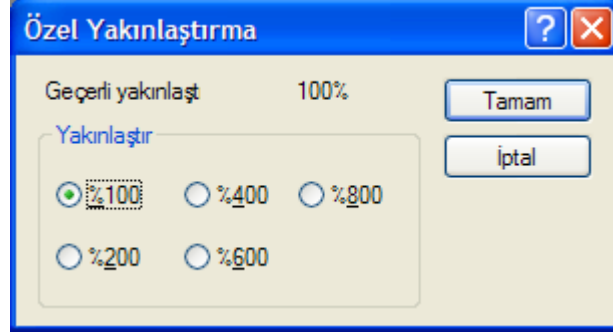 Özel Yakınlaştırma
Geçerli yakınlaşt 100%
Tamam
Yakınlaştır
İptal
%100 %400 %800
%200 %600